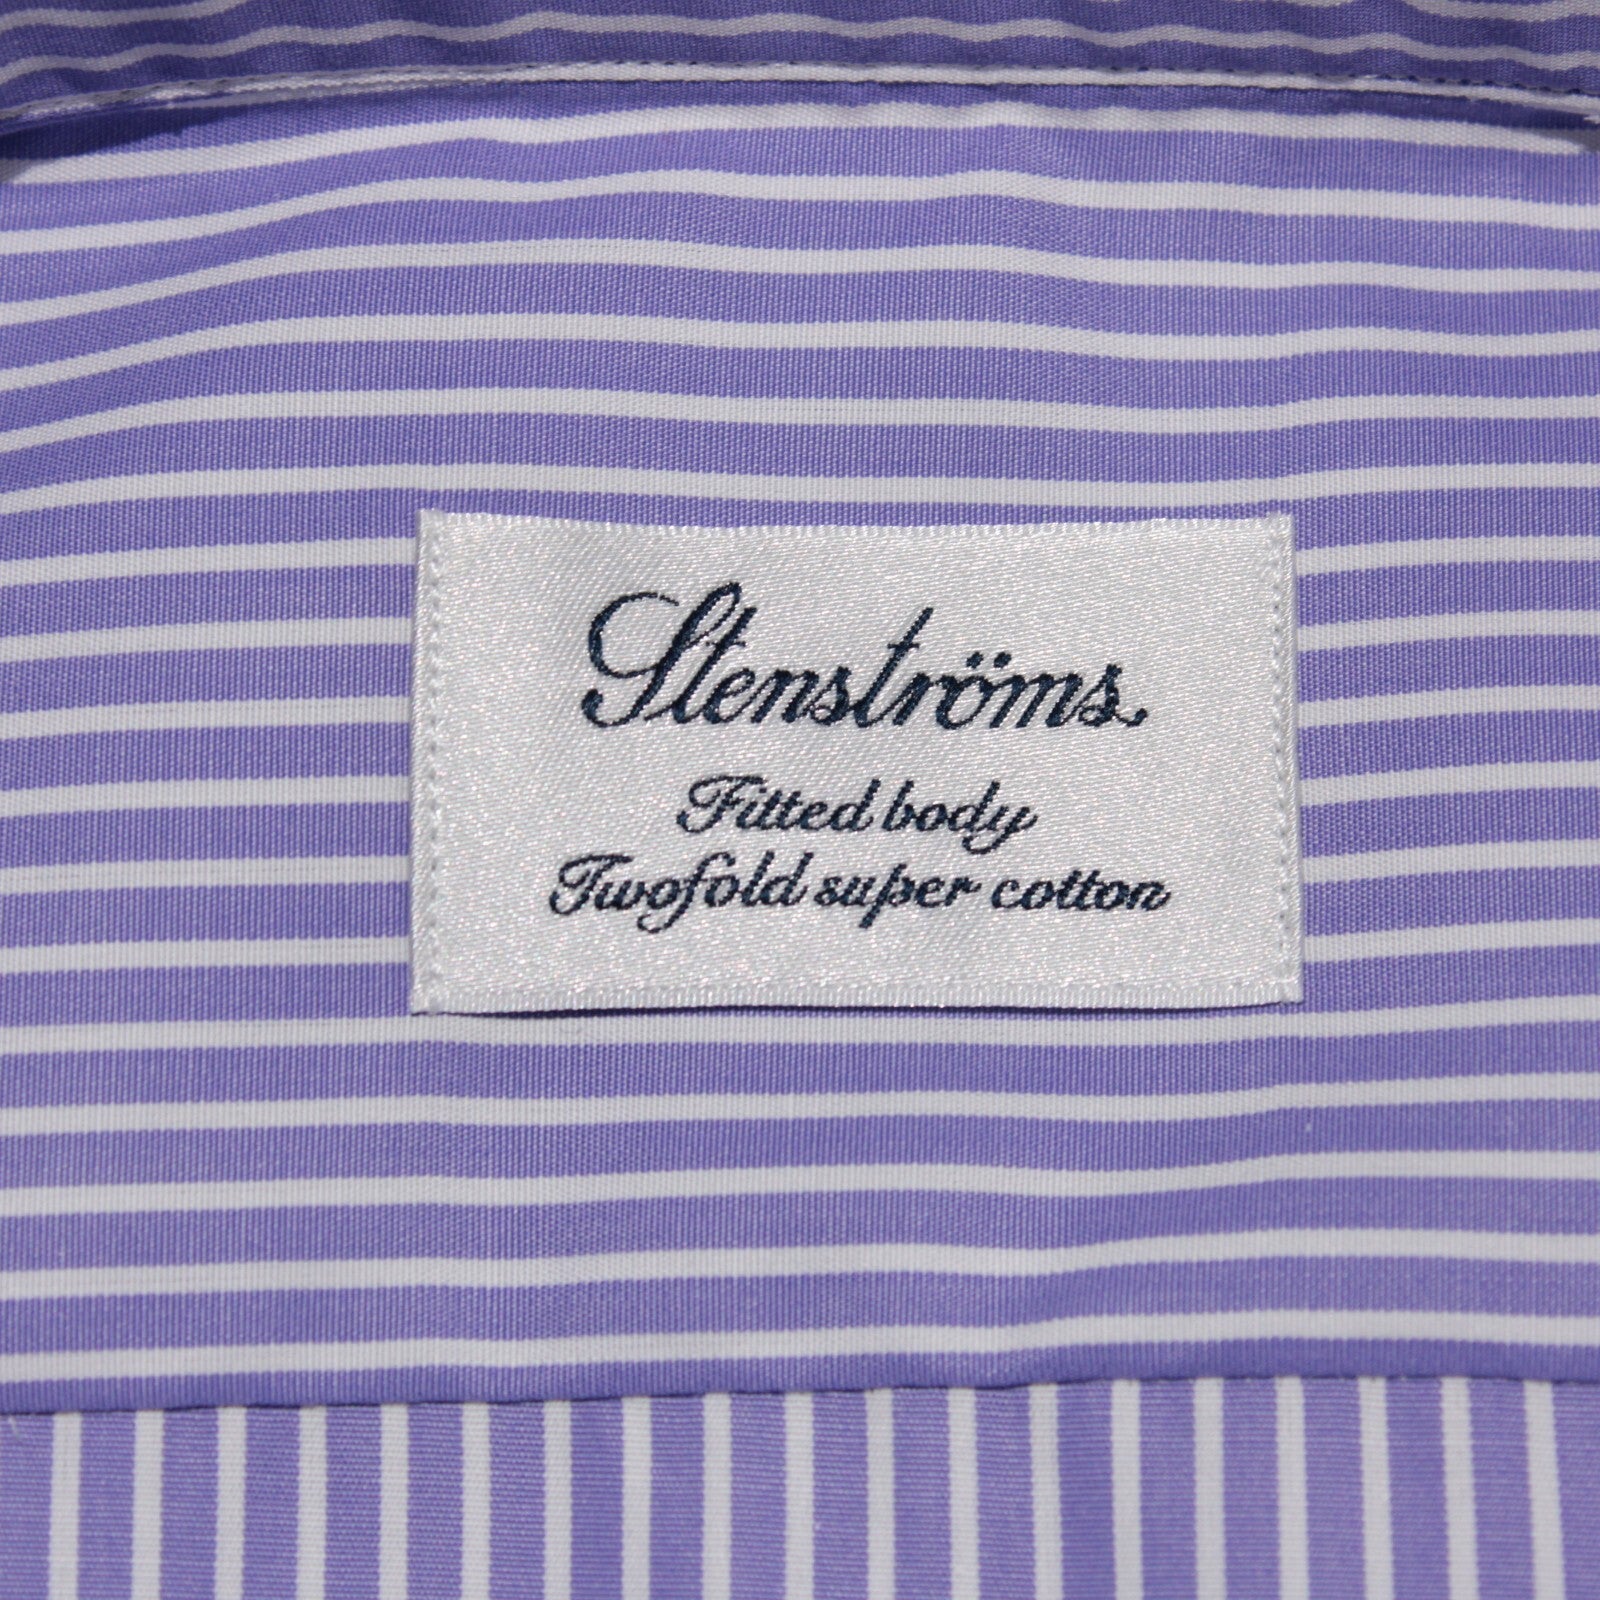 Stenströms
Fitted body
Twofold super cotton